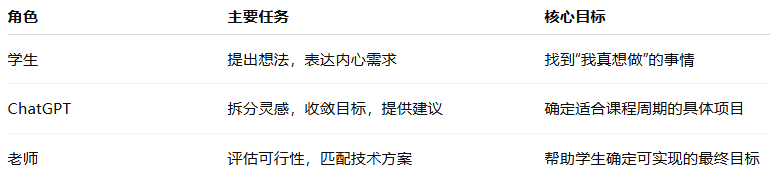 角色 主要任务 核心目标
学生 提出想法，表达内心需求 找到“我真想做”的事情
ChatGPT 拆分灵感，收敛目标，提供建议 确定适合课程周期的具体项目
老师 评估可行性，匹配技术方案 帮助学生确定可实现的最终目标